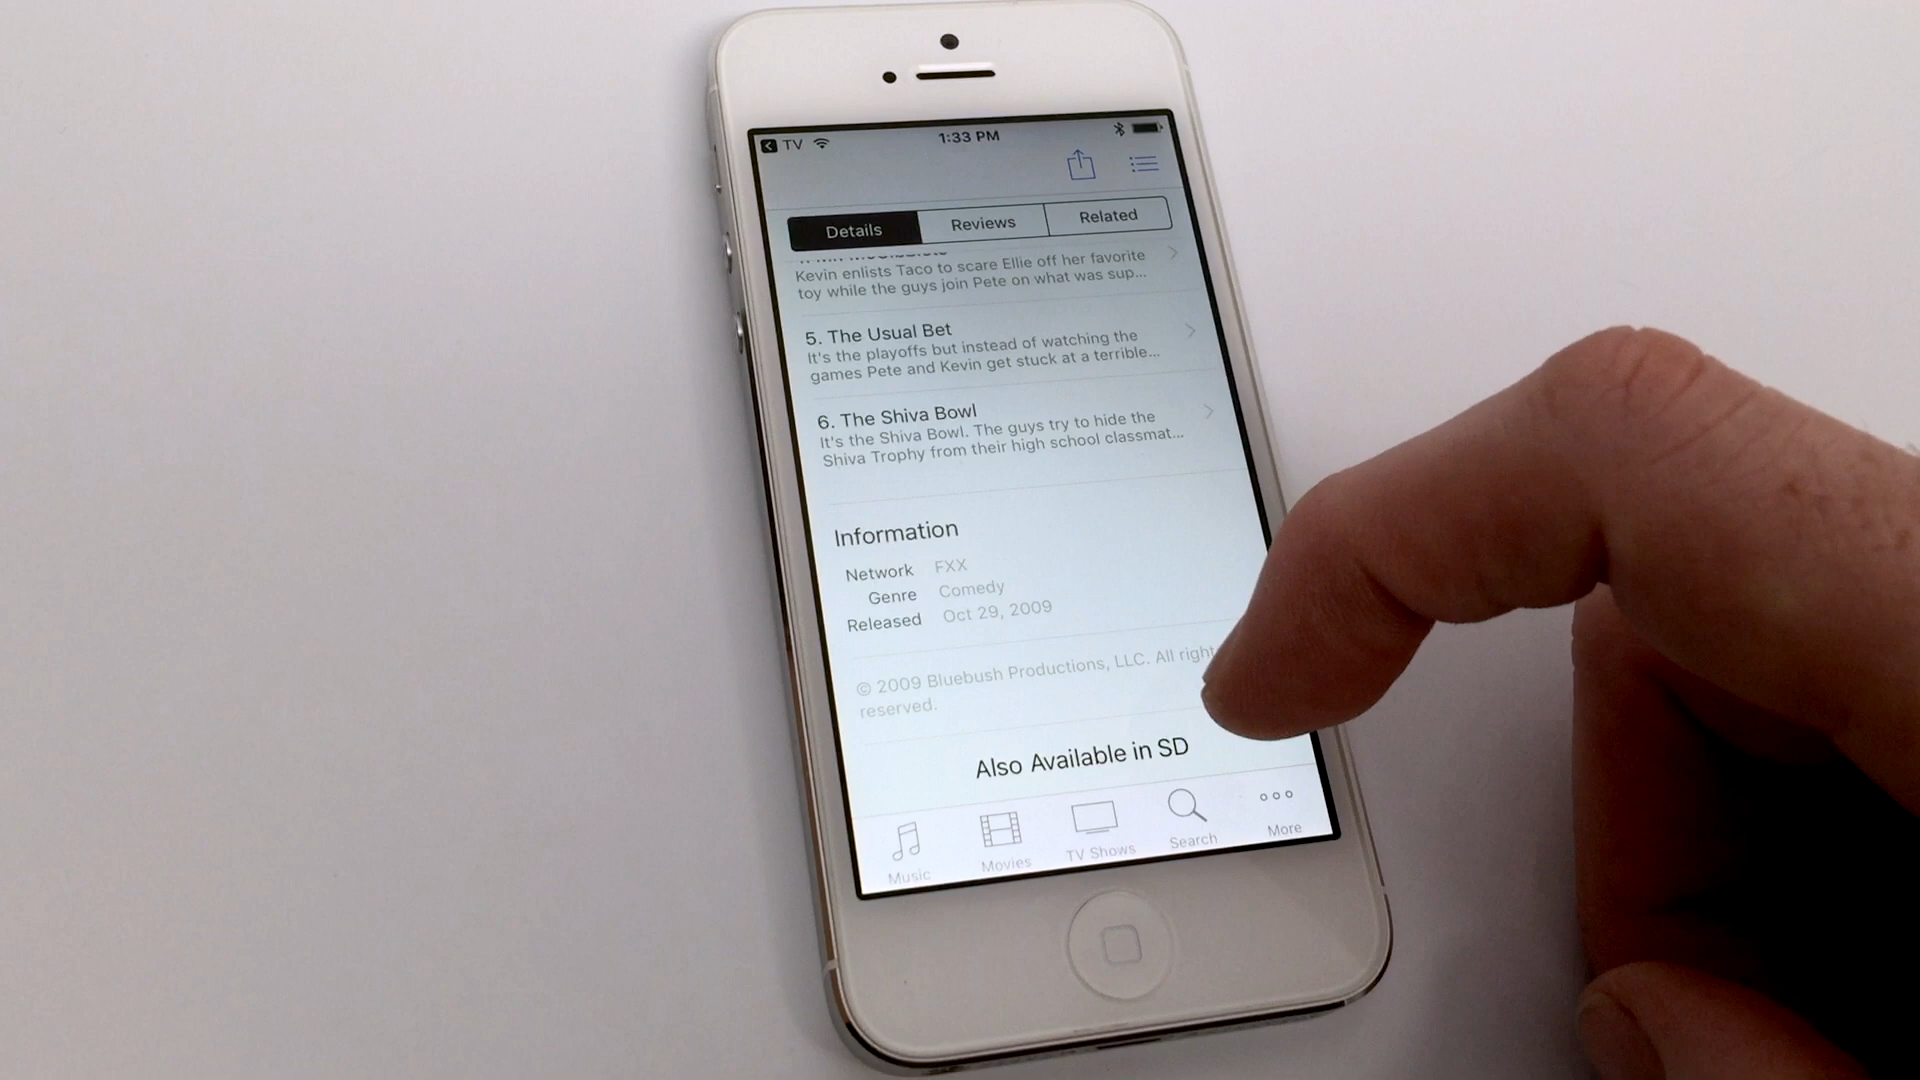 TV 1:33 PM
Details Reviews Related
Kevin enlists Taco to scare Ellie off her favorite
toy while the guys join Pete on what was sup...
5. The Usual Bet
It's the playoffs but instead of watching the
games Pete and Kevin get stuck at a terrible...
6. The Shiva Bowl
It's the Shiva Bowl. The guys try to hide the
Shiva Trophy from their high school classmat...
Information
Network FXX
Genre Comedy
Released Oct 29, 2009
© 2009 Bluebush Productions, LLC. All right
reserved.
Also Available in SD
Music Movies TV Shows Search More